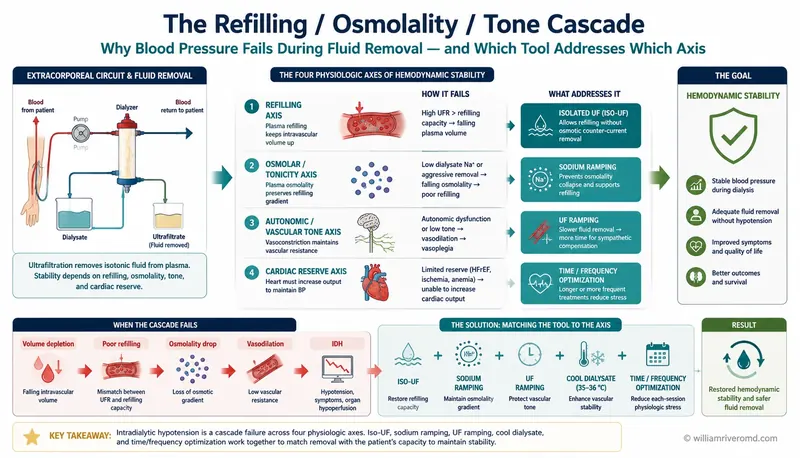 The Refilling / Osmolality / Tone Cascade
Why Blood Pressure Fails During Fluid Removal — and Which Tool Addresses Which Axis
EXTRACORPOREAL CIRCUIT & FLUID REMOVAL
Blood
from patient
Dialyzer
Blood
return to patient
Pump
Pump
Dialysate
Ultrafiltrate
(Fluid removed)
Ultrafiltration removes isotonic fluid from plasma.
Stability depends on refilling, osmolality, tone,
and cardiac reserve.
THE FOUR PHYSIOLOGIC AXES OF HEMODYNAMIC STABILITY
HOW IT FAILS
WHAT ADDRESSES IT
1
REFILLING
AXIS
Plasma refilling
keeps intravascular
volume up
High UFR > refilling
capacity → falling
plasma volume
ISOLATED UF (ISO-UF)
Allows refilling without
osmotic counter-current
removal
2
OSMOLAR /
TONICITY AXIS
Plasma osmolality
preserves refilling
gradient
Low dialysate Na⁺ or
aggressive removal →
falling osmolality →
poor refilling
Na⁺
SODIUM RAMPING
Prevents osmolality
collapse and supports
refilling
3
AUTONOMIC /
VASCULAR TONE AXIS
Vasoconstriction maintains
vascular resistance
Autonomic dysfunction
or low tone →
vasodilation →
vasoplegia
UF RAMPING
Slower fluid removal →
more time for sympathetic
compensation
4
CARDIAC RESERVE AXIS
Heart must increase output
to maintain BP
Limited reserve (HFrEF,
ischemia, anemia) →
unable to increase
cardiac output
TIME / FREQUENCY
OPTIMIZATION
Longer or more frequent
treatments reduce stress
THE GOAL
HEMODYNAMIC STABILITY
Stable blood pressure
during dialysis
Adequate fluid removal
without hypotension
Improved symptoms
and quality of life
Better outcomes
and survival
WHEN THE CASCADE FAILS
Volume depletion
Falling intravascular
volume
Poor refilling
Mismatch between
UFR and refilling
capacity
Osmolality drop
Loss of osmotic
gradient
Vasodilation
Low vascular
resistance
IDH
Hypotension,
symptoms, organ
hypoperfusion
THE SOLUTION: MATCHING THE TOOL TO THE AXIS
ISO-UF
Restore refilling
capacity
+
SODIUM
RAMPING
Maintain osmolality
gradient
+
UF
RAMPING
Protect vascular
tone
+
COOL DIALYSATE
(35–36 °C)
Enhance vascular
stability
+
TIME / FREQUENCY
OPTIMIZATION
Reduce each-session
physiologic stress
RESULT
Restored hemodynamic
stability and safer
fluid removal
KEY TAKEAWAY: Intradialytic hypotension is a cascade failure across four physiologic axes. Iso-UF, sodium ramping, UF ramping, cool dialysate,
and time/frequency optimization work together to match removal with the patient's capacity to maintain stability.
© williamriveromd.com